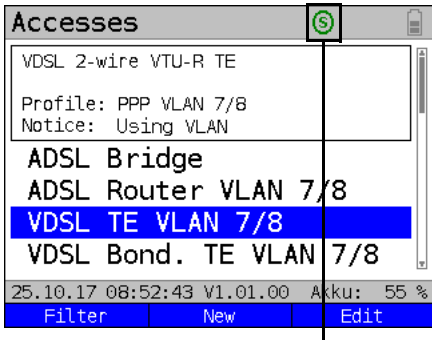 Accesses S
VDSL 2-wire VTU-R TE
Profile: PPP VLAN 7/8
Notice: Using VLAN
ADSL Bridge
ADSL Router VLAN 7/8
VDSL TE VLAN 7/8
VDSL Bond. TE VLAN 7/8
25.10.17 08:52:43 V1.01.00 Akku: 55 %
Filter New Edit